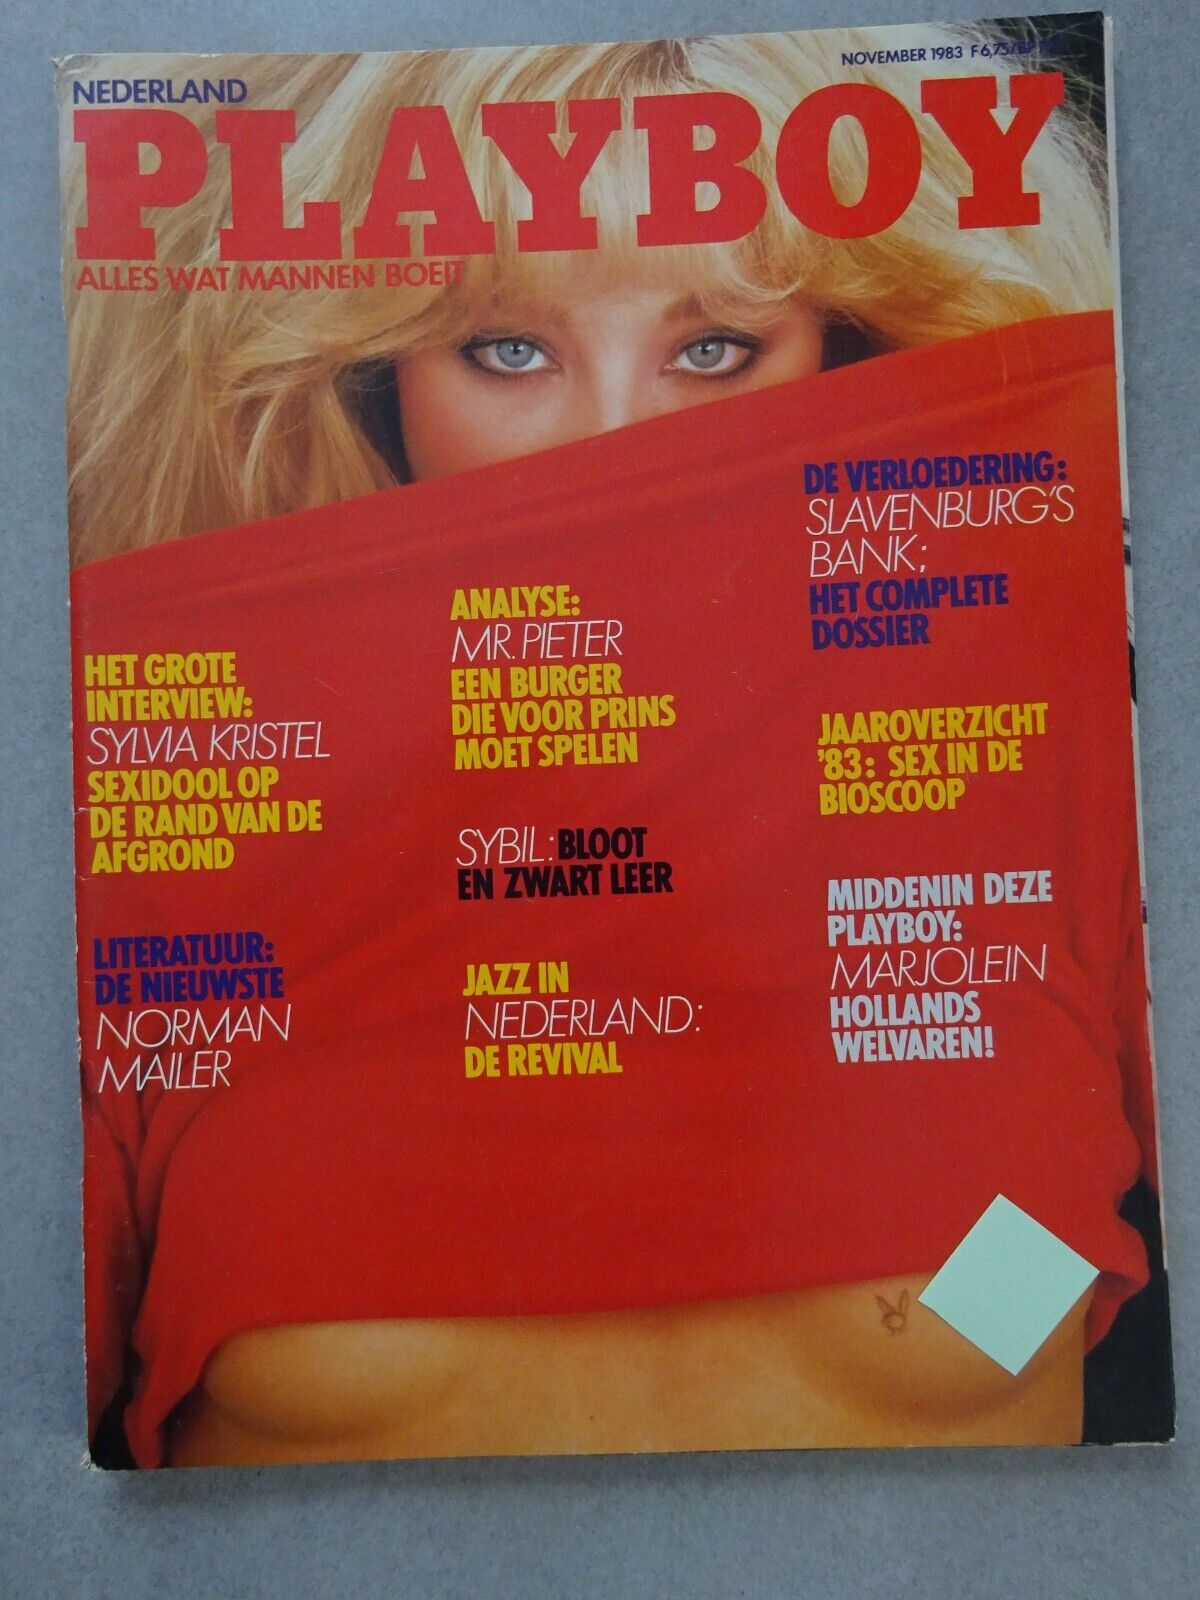 NEDERLAND
NOVEMBER 1983 F 6,75/
PLAYBOY
ALLES WAT MANNEN BOEIT
DE VERLOEDERING:
SLAVENBURG'S
BANK;
HET COMPLETE
DOSSIER
ANALYSE:
MR. PIETER
EEN BURGER
DIE VOOR PRINS
MOET SPELEN
HET GROTE
INTERVIEW:
SYLVIA KRISTEL
SEXIDOOL OP
DE RAND VAN DE
AFGROND
JAAROVERZICHT
'83: SEX IN DE
BIOSCOOP
SYBIL: BLOOT
EN ZWART LEER
MIDDENIN DEZE
PLAYBOY:
MARJOLEIN
HOLLANDS
WELVAREN!
LITERATUUR:
DE NIEUWSTE
NORMAN
MAILER
JAZZ IN
NEDERLAND:
DE REVIVAL